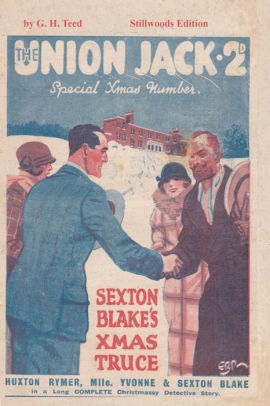 by G. H. Teed Stillwoods Edition
THE UNION JACK·2D
Special Xmas Number.
SEXTON
BLAKE'S
XMAS
TRUCE
HUXTON RYMER, Mlle. YVONNE & SEXTON BLAKE
in a Long COMPLETE Christmassy Detective Story.